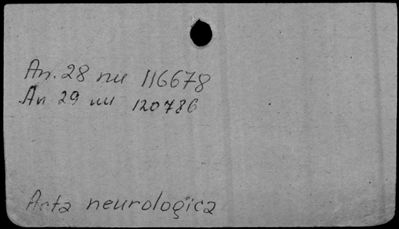 An. 28 nu 116678
An 29 nu 120786
Acta neurologica